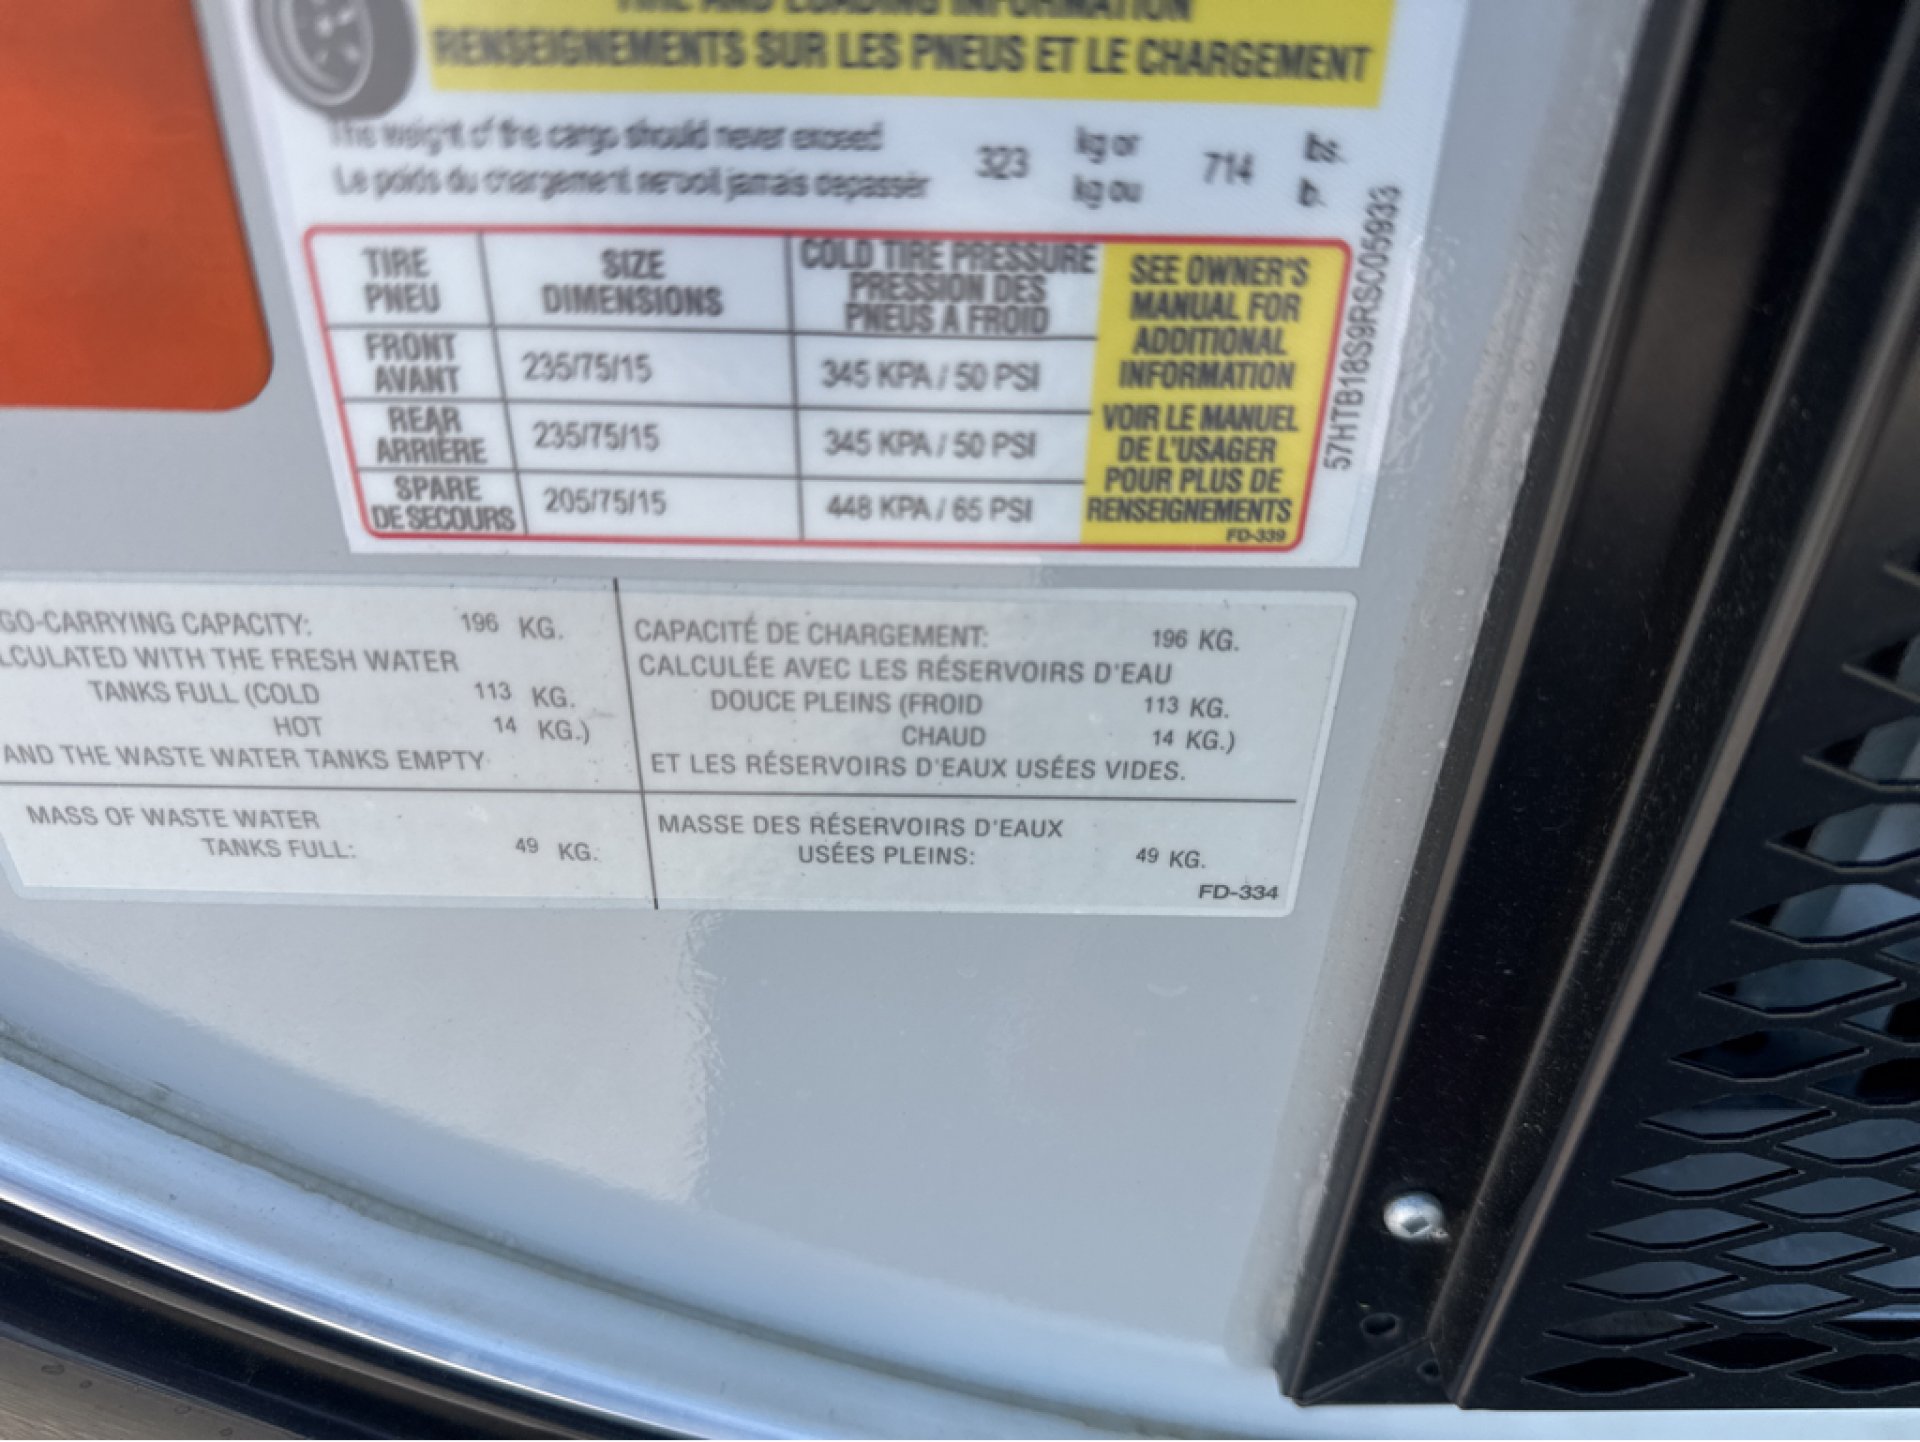 TIRE AND LOADING INFORMATION
RENSEIGNEMENTS SUR LES PNEUS ET LE CHARGEMENT
The weight of the cargo should never exceed 323 kg or 714 lbs.
Le poids du chargement ne doit jamais dépasser kg ou lb.
TIRE
PNEU
SIZE
DIMENSIONS
COLD TIRE PRESSURE
PRESSION DES
PNEUS A FROID
FRONT
AVANT
235/75/15
345 KPA / 50 PSI
REAR
ARRIÈRE
235/75/15
345 KPA / 50 PSI
SPARE
DE SECOURS
205/75/15
448 KPA / 65 PSI
SEE OWNER'S
MANUAL FOR
ADDITIONAL
INFORMATION
VOIR LE MANUEL
DE L'USAGER
POUR PLUS DE
RENSEIGNEMENTS
FD-339
57HTB18S9RSC05933
GO-CARRYING CAPACITY: 196 KG.
LCULATED WITH THE FRESH WATER
TANKS FULL (COLD 113 KG.
HOT 14 KG.)
AND THE WASTE WATER TANKS EMPTY
MASS OF WASTE WATER
TANKS FULL: 49 KG.
CAPACITÉ DE CHARGEMENT: 196 KG.
CALCULÉE AVEC LES RÉSERVOIRS D'EAU
DOUCE PLEINS (FROID 113 KG.
CHAUD 14 KG.)
ET LES RÉSERVOIRS D'EAUX USÉES VIDES.
MASSE DES RÉSERVOIRS D'EAUX
USÉES PLEINS: 49 KG.
FD-334